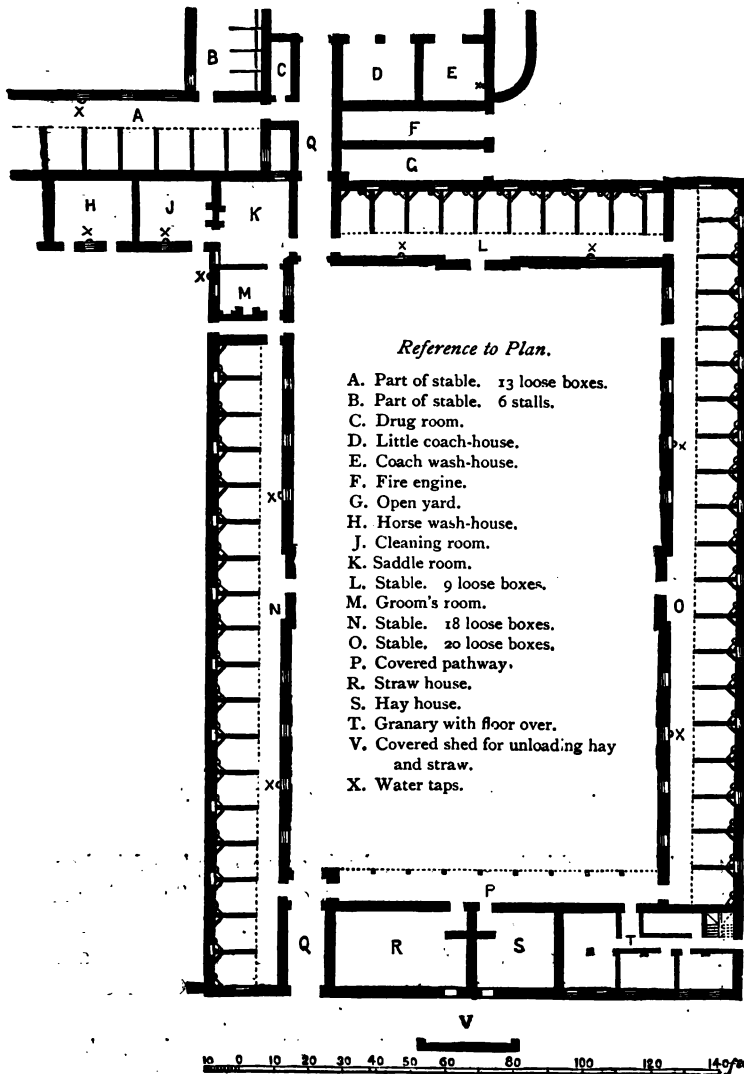 B
C
D
E
X
X
A
Q
F
G
H
J
K
L
X
X
X
X
X
M
Reference to Plan.
A. Part of stable. 13 loose boxes.
B. Part of stable. 6 stalls.
C. Drug room.
D. Little coach-house.
E. Coach wash-house.
F. Fire engine.
G. Open yard.
H. Horse wash-house.
J. Cleaning room.
K. Saddle room.
L. Stable. 9 loose boxes.
M. Groom's room.
N. Stable. 18 loose boxes.
O. Stable. 20 loose boxes.
P. Covered pathway.
R. Straw house.
S. Hay house.
T. Granary with floor over.
V. Covered shed for unloading hay
and straw.
X. Water taps.
X
X
N
O
X
X
P
Q
R
S
T
V
10 0 10 20 30 40 50 60 80 100 120 140